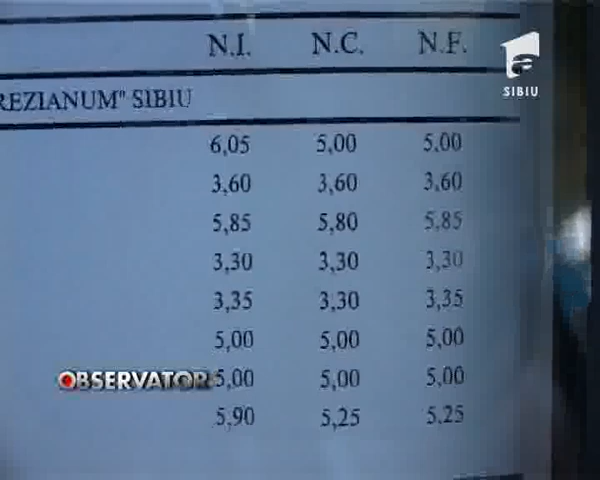 N.I. N.C. N.F.
SIBIU
REZIANUM" SIBIU
6,05 5,00 5,00
3,60 3,60 3,60
5,85 5,80 5,85
3,30 3,30 3,30
3,35 3,30 3,35
5,00 5,00 5,00
OBSERVATOR 5,00 5,00 5,00
5,90 5,25 5,25